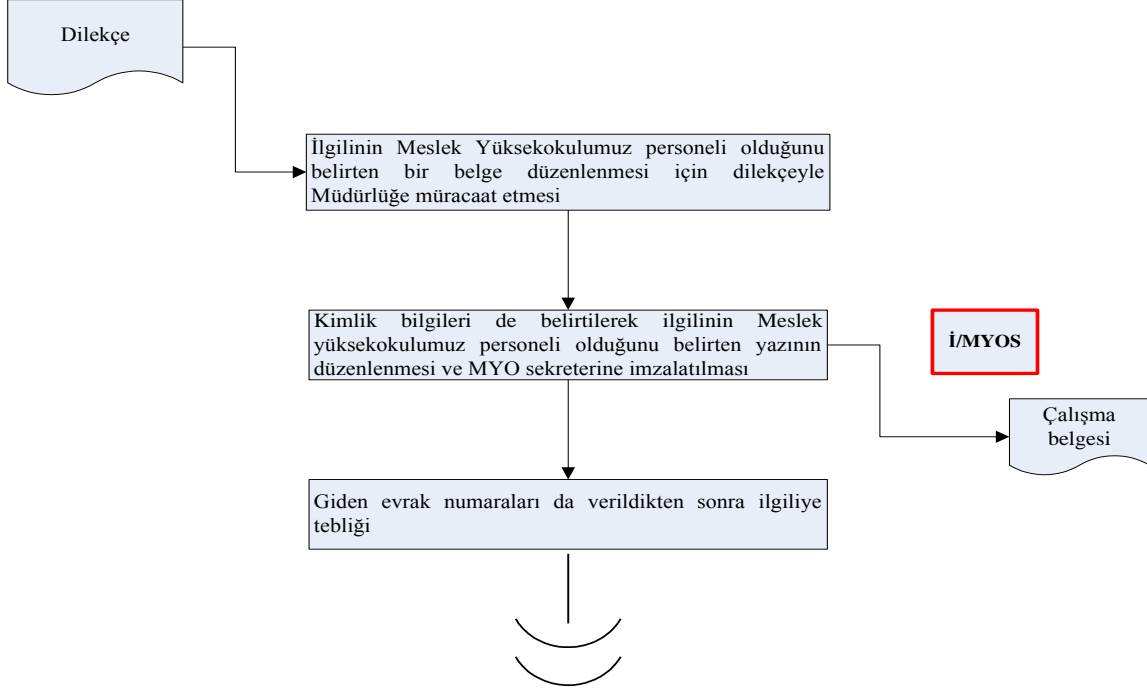 Dilekçe
İlgilinin Meslek Yüksekokulumuz personeli olduğunu
belirten bir belge düzenlenmesi için dilekçeyle
Müdürlüğe müracaat etmesi
Kimlik bilgileri de belirtilerek ilgilinin Meslek
yüksekokulumuz personeli olduğunu belirten yazının
düzenlenmesi ve MYO sekreterine imzalatılması
İ/MYOS
Çalışma
belgesi
Giden evrak numaraları da verildikten sonra ilgiliye
tebliği